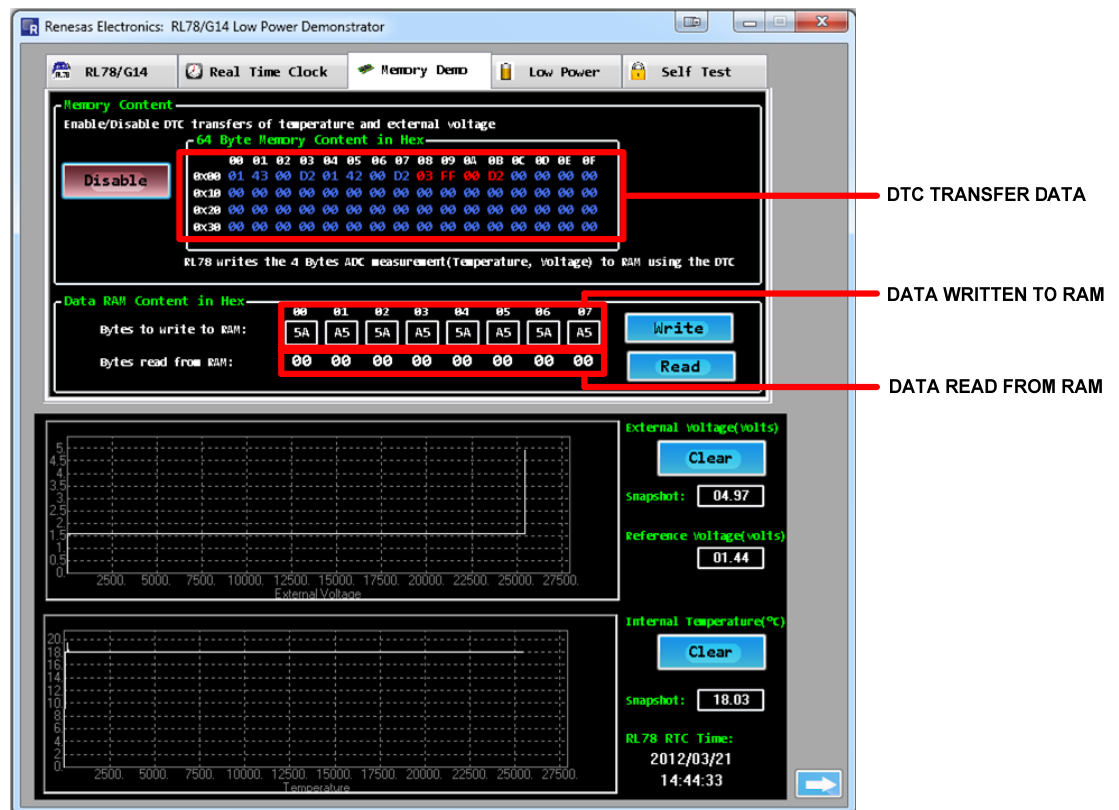 Renesas Electronics: RL78/G14 Low Power Demonstrator
RL78/G14 Real Time Clock Memory Demo Low Power Self Test
Memory Content
Enable/Disable DTC transfers of temperature and external voltage
64 Byte Memory Content in Hex
00 01 02 03 04 05 06 07 08 09 0A 0B 0C 0D 0E 0F
Disable
0x00 01 43 00 D2 01 42 00 D2 03 FF 00 D2 00 00 00 00
0x10 00 00 00 00 00 00 00 00 00 00 00 00 00 00 00 00
0x20 00 00 00 00 00 00 00 00 00 00 00 00 00 00 00 00
0x30 00 00 00 00 00 00 00 00 00 00 00 00 00 00 00 00
DTC TRANSFER DATA
RL78 writes the 4 Bytes ADC measurement(Temperature, Voltage) to RAM using the DTC
Data RAM Content in Hex
DATA WRITTEN TO RAM
00 01 02 03 04 05 06 07
Bytes to write to RAM: 5A A5 5A A5 5A A5 5A A5 Write
Bytes read from RAM: 00 00 00 00 00 00 00 00 Read
DATA READ FROM RAM
External Voltage(Volts)
Clear
Snapshot: 04.97
Reference Voltage(volts)
01.44
5.
4.5
4.
3.5
3.
2.5
2.
1.5
1.
0.5
0.
2500. 5000. 7500. 10000. 12500. 15000. 17500. 20000. 22500. 25000. 27500.
External Voltage
Internal Temperature(°C)
Clear
Snapshot: 18.03
RL78 RTC Time:
2012/03/21
14:44:33
20.
18.
16.
14.
12.
10.
8.
6.
4.
2.
0.
2500. 5000. 7500. 10000. 12500. 15000. 17500. 20000. 22500. 25000. 27500.
Temperature